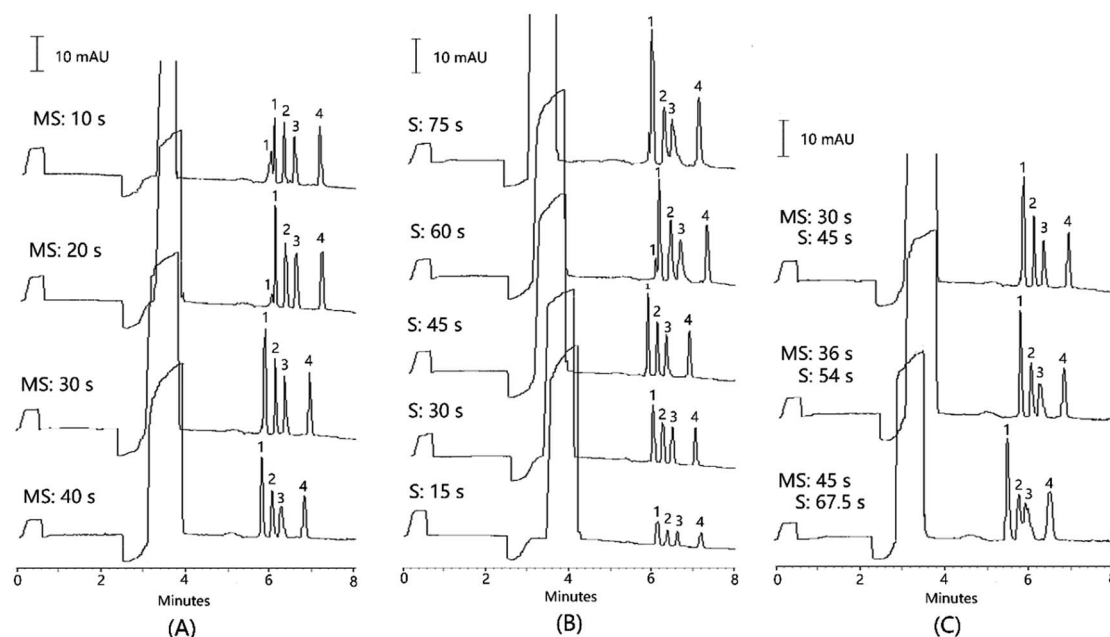 10 mAU
MS: 10 s
1
1
2
3
4
MS: 20 s
1
1
2
3
4
MS: 30 s
1
2
3
4
MS: 40 s
1
2
3
4
0 2 4 6 8
Minutes
(A)
10 mAU
S: 75 s
1
2
3
4
S: 60 s
1
1
2
3
4
S: 45 s
1
2
3
4
S: 30 s
1
2
3
4
S: 15 s
1
2
3
4
0 2 4 6 8
Minutes
(B)
10 mAU
MS: 30 s
S: 45 s
1
2
3
4
MS: 36 s
S: 54 s
1
2
3
4
MS: 45 s
S: 67.5 s
1
2
3
4
0 2 4 6 8
Minutes
(C)